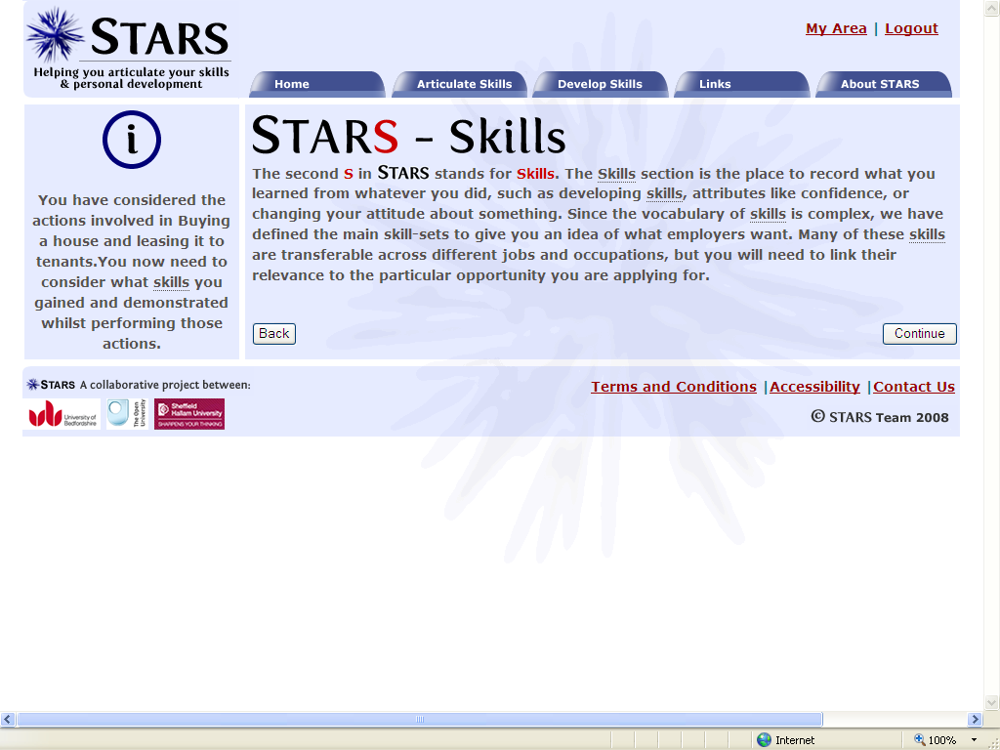 STARS
Helping you articulate your skills
& personal development
My Area | Logout
Home
Articulate Skills
Develop Skills
Links
About STARS
i
You have considered the
actions involved in Buying
a house and leasing it to
tenants.You now need to
consider what skills you
gained and demonstrated
whilst performing those
actions.
STARS – Skills
The second S in STARS stands for Skills. The Skills section is the place to record what you
learned from whatever you did, such as developing skills, attributes like confidence, or
changing your attitude about something. Since the vocabulary of skills is complex, we have
defined the main skill-sets to give you an idea of what employers want. Many of these skills
are transferable across different jobs and occupations, but you will need to link their
relevance to the particular opportunity you are applying for.
Back
Continue
STARS A collaborative project between:
University of
Bedfordshire
The Open
University
Sheffield
Hallam University
SHARPENS YOUR THINKING
Terms and Conditions |Accessibility |Contact Us
© STARS Team 2008
Internet
100%